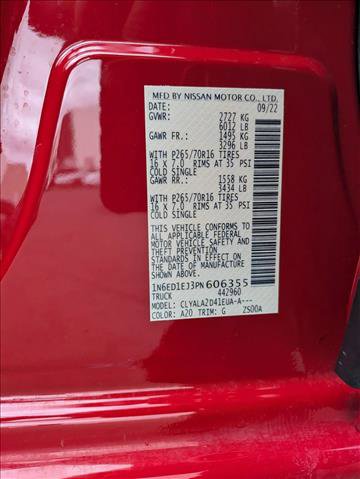 MFD BY NISSAN MOTOR CO., LTD.
DATE: 09/22
GVWR: 2727 KG
6012 LB
GAWR FR.: 1495 KG
3296 LB
WITH P265/70R16 TIRES
16 x 7.0 RIMS AT 35 PSI
COLD SINGLE
GAWR RR.: 1558 KG
3434 LB
WITH P265/70R16 TIRES
16 x 7.0 RIMS AT 35 PSI
COLD SINGLE
THIS VEHICLE CONFORMS
TO ALL APPLICABLE FEDERAL
MOTOR VEHICLE SAFETY
AND THEFT PREVENTION
STANDARDS IN EFFECT ON
THE DATE OF MANUFACTURE
SHOWN ABOVE.
1N6ED1EJ3PN606355
TRUCK 442960
MODEL: CLYALA2D41EUA-A---
COLOR: A20 TRIM: G ZS00A